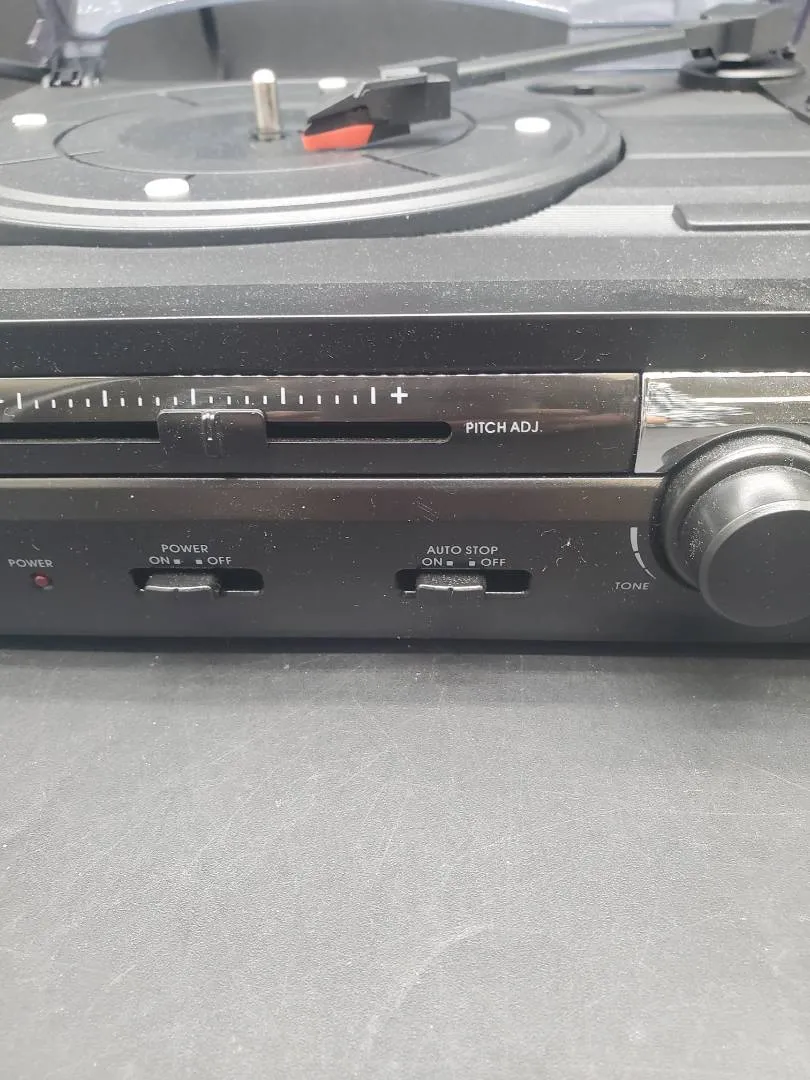 +
PITCH ADJ.
POWER
POWER
ON OFF
AUTO STOP
ON OFF
TONE